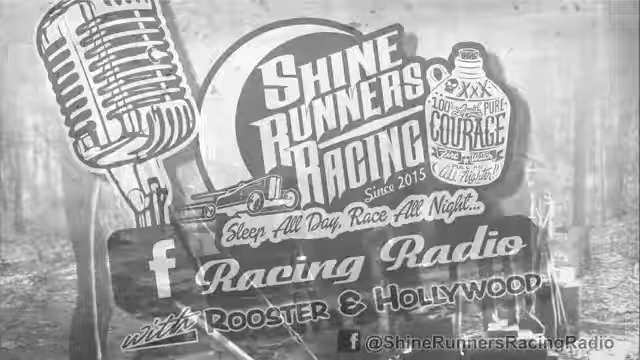 SHINE
RUNNERS
RACING
Since 2015
XXX
100% PURE
COURAGE
ALL Nighter!!
Sleep All Day, Race All Night...
f Racing Radio
with ROOSTER & HOLLYWOOD
f @ShineRunnersRacingRadio